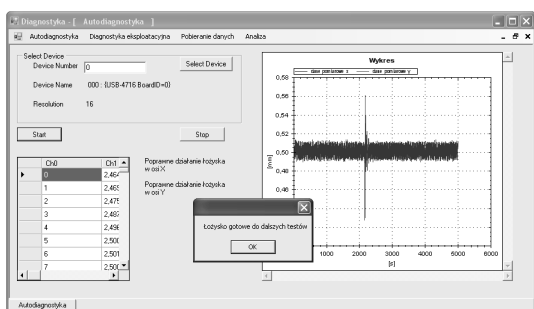 Diagnostyka - [ Autodiagnostyka ]
Autodiagnostyka Diagnostyka eksploatacyjna Pobieranie danych Analiza
Select Device
Device Number 0 Select Device
Device Name 000 : {USB-4716 BoardID=0}
Resolution 16
Start Stop
Ch0 Ch1
0 2,464
1 2,465
2 2,475
3 2,487
4 2,498
5 2,500
6 2,501
7 2,500
Poprawne działanie łożyska
w osi X
Poprawne działanie łożyska
w osi Y
Wykres
dane pomiarowe x dane pomiarowe y
0,58
0,56
0,54
0,52
0,50
0,48
0,46
[mm]
1000 2000 3000 4000 5000 6000
[s]
Łożysko gotowe do dalszych testów
OK
Autodiagnostyka